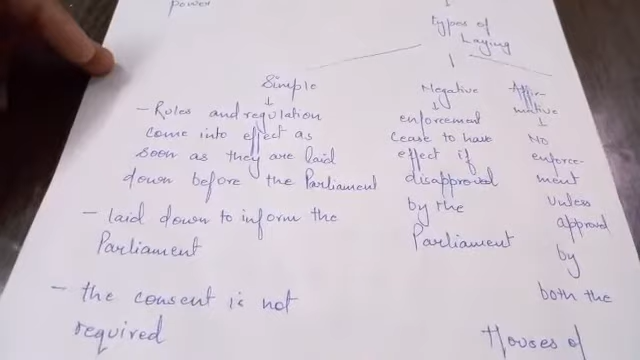 power
types of
Laying
Simple
- Rules and regulation
come into effect as
soon as they are laid
down before the Parliament
- laid down to inform the
Parliament
- the consent is not
required
Negative
enforcement
cease to have
effect if
disapproved
by the
Parliament
Affir-
mative
No
enforce-
ment
unless
approved
by
both the
Houses of